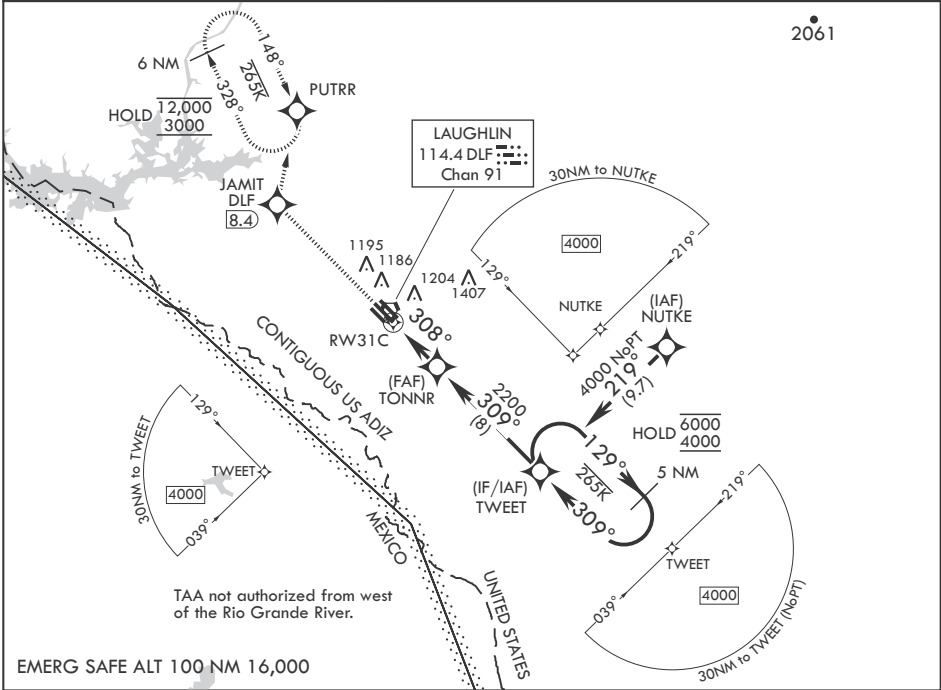 2061
6 NM
148°
265K
328°
PUTRR
HOLD 12,000
3000
JAMIT
DLF
8.4
LAUGHLIN
114.4 DLF
Chan 91
30NM to NUTKE
4000
129°
219°
NUTKE
1195
1186
1204
1407
RW31C
308°
(IAF)
NUTKE
4000 NoPT
219°
(9.7)
(FAF)
TONNR
2200
309°
(8)
HOLD 6000
4000
129°
265K
5 NM
309°
(IF/IAF)
TWEET
CONTIGUOUS US ADIZ
30NM to TWEET
129°
TWEET
4000
039°
219°
TWEET
4000
039°
30NM to TWEET (NoPT)
MEXICO
UNITED STATES
TAA not authorized from west
of the Rio Grande River.
EMERG SAFE ALT 100 NM 16,000